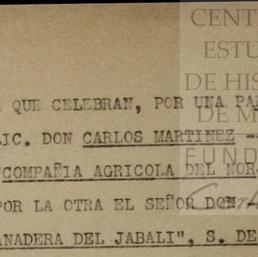 CENT
ESTU
DE HIS
DE M
FUND
QUE CELEBRAN, POR UNA PA
LIC. DON CARLOS MARTINEZ -
COMPAÑIA AGRICOLA DEL NOR
POR LA OTRA EL SEÑOR DON -
ANADERA DEL JABALI", S. DE